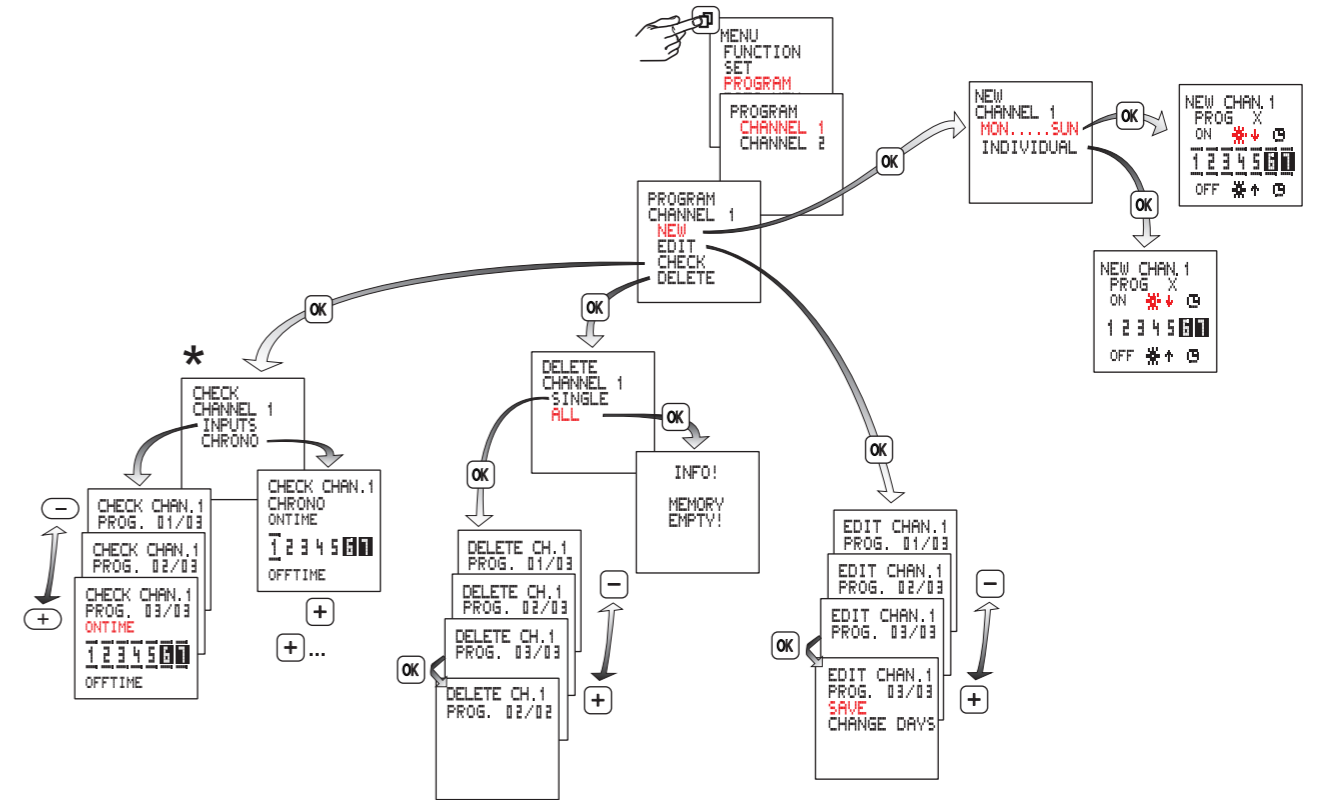 MENU
FUNCTION
SET
PROGRAM
PROGRAM
CHANNEL 1
CHANNEL 2
PROGRAM
CHANNEL 1
NEW
EDIT
CHECK
DELETE
OK
NEW
CHANNEL 1
MON.....SUN
INDIVIDUAL
OK
NEW CHAN.1
PROG X
ON
1 2 3 4 5 6 7
OFF
OK
NEW CHAN.1
PROG X
ON
1 2 3 4 5 6 7
OFF
OK
*
CHECK
CHANNEL 1
INPUTS
CHRONO
CHECK CHAN.1
PROG. 01/03
CHECK CHAN.1
PROG. 02/03
CHECK CHAN.1
PROG. 03/03
ONTIME
1 2 3 4 5 6 7
OFFTIME
−
+
CHECK CHAN.1
CHRONO
ONTIME
1 2 3 4 5 6 7
OFFTIME
+
+ ...
OK
DELETE
CHANNEL 1
SINGLE
ALL
OK
INFO!
MEMORY
EMPTY!
OK
DELETE CH.1
PROG. 01/03
DELETE CH.1
PROG. 02/03
DELETE CH.1
PROG. 03/03
OK
DELETE CH.1
PROG. 02/02
−
+
OK
EDIT CHAN.1
PROG. 01/03
EDIT CHAN.1
PROG. 02/03
EDIT CHAN.1
PROG. 03/03
OK
EDIT CHAN.1
PROG. 03/03
SAVE
CHANGE DAYS
−
+